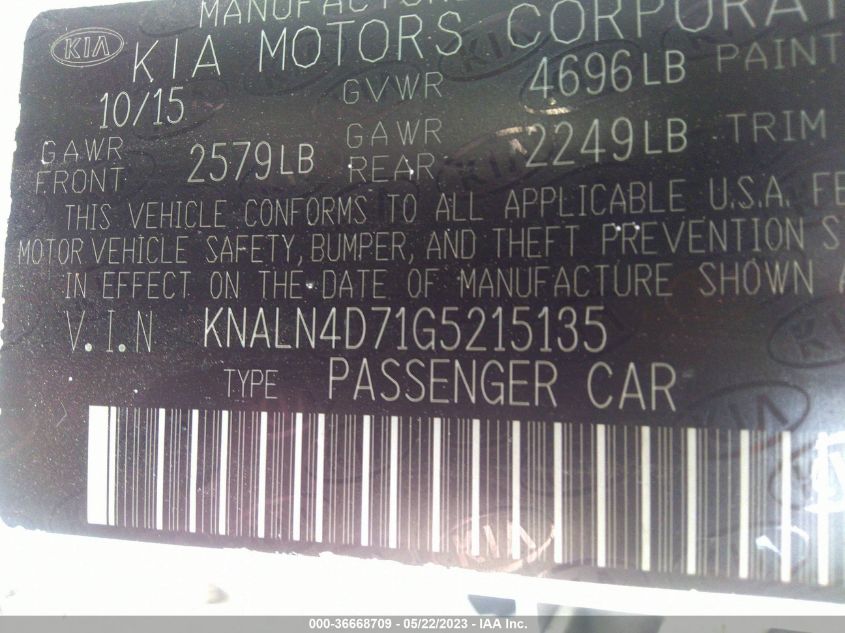 MANUFACTUR
KIA KIA MOTORS CORPORAT
10/15 GVWR 4696LB PAINT
GAWR FRONT 2579LB GAWR REAR 2249LB TRIM
THIS VEHICLE CONFORMS TO ALL APPLICABLE U.S.A. FE
MOTOR VEHICLE SAFETY, BUMPER, AND THEFT PREVENTION S
IN EFFECT ON THE DATE OF MANUFACTURE SHOWN A
V.I.N KNALN4D71G5215135
TYPE PASSENGER CAR
000-36668709 - 05/22/2023 - IAA Inc.